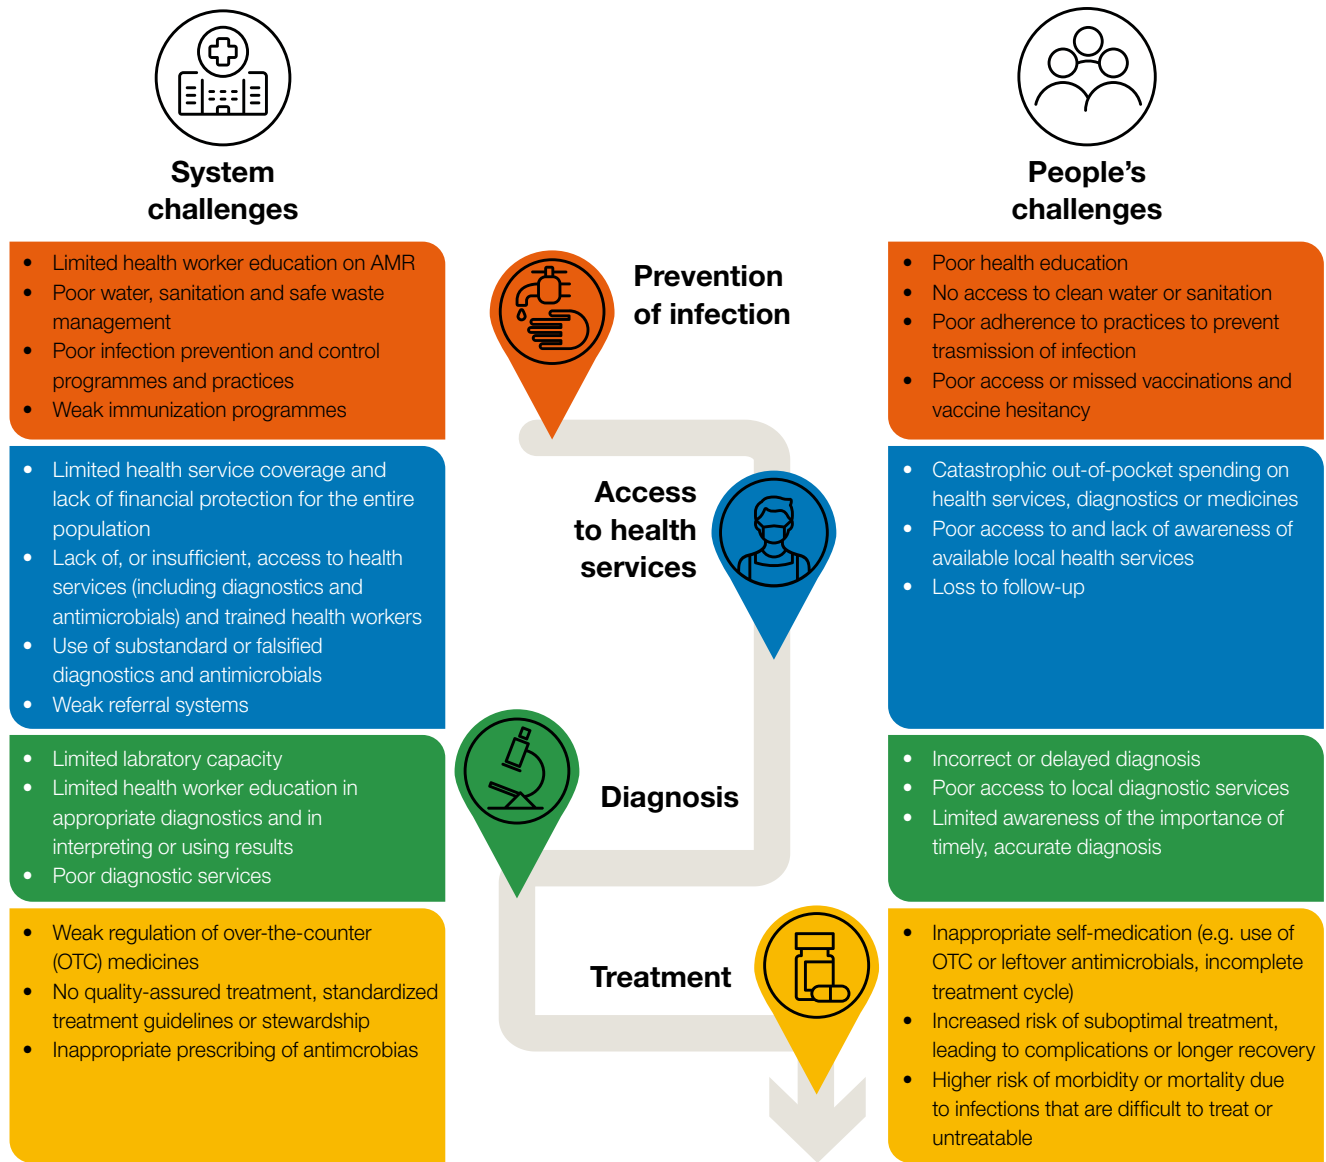 System
challenges
People's
challenges
• Limited health worker education on AMR
• Poor water, sanitation and safe waste
management
• Poor infection prevention and control
programmes and practices
• Weak immunization programmes
Prevention
of infection
• Poor health education
• No access to clean water or sanitation
• Poor adherence to practices to prevent
trasmission of infection
• Poor access or missed vaccinations and
vaccine hesitancy
• Limited health service coverage and
lack of financial protection for the entire
population
• Lack of, or insufficient, access to health
services (including diagnostics and
antimicrobials) and trained health workers
• Use of substandard or falsified
diagnostics and antimicrobials
• Weak referral systems
Access
to health
services
• Catastrophic out-of-pocket spending on
health services, diagnostics or medicines
• Poor access to and lack of awareness of
available local health services
• Loss to follow-up
• Limited labratory capacity
• Limited health worker education in
appropriate diagnostics and in
interpreting or using results
• Poor diagnostic services
Diagnosis
• Incorrect or delayed diagnosis
• Poor access to local diagnostic services
• Limited awareness of the importance of
timely, accurate diagnosis
• Weak regulation of over-the-counter
(OTC) medicines
• No quality-assured treatment, standardized
treatment guidelines or stewardship
• Inappropriate prescribing of antimcrobias
Treatment
• Inappropriate self-medication (e.g. use of
OTC or leftover antimicrobials, incomplete
treatment cycle)
• Increased risk of suboptimal treatment,
leading to complications or longer recovery
• Higher risk of morbidity or mortality due
to infections that are difficult to treat or
untreatable